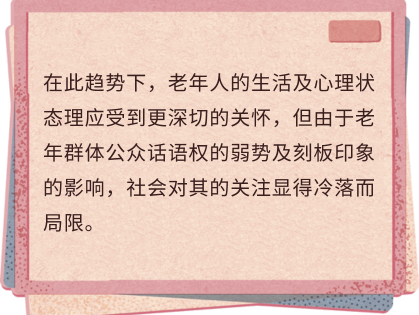 在此趋势下，老年人的生活及心理状
态理应受到更深切的关怀，但由于老
年群体公众话语权的弱势及刻板印象
的影响，社会对其的关注显得冷落而
局限。